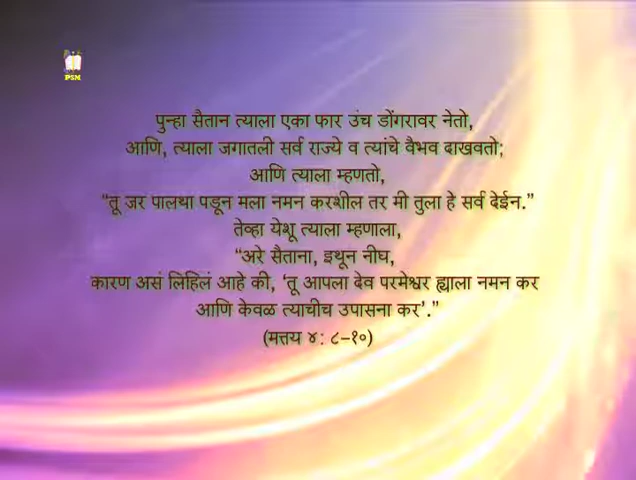 PSM
पुन्हा सैतान त्याला एका फार उंच डोंगरावर नेतो,
आणि, त्याला जगातली सर्व राज्ये व त्यांचे वैभव दाखवतो;
आणि त्याला म्हणतो,
“तू जर पालथा पडून मला नमन करशील तर मी तुला हे सर्व देईन.”
तेव्हा येशू त्याला म्हणाला,
“अरे सैताना, इथून नीघ,
कारण असं लिहिलं आहे की, ‘तू आपला देव परमेश्वर ह्याला नमन कर
आणि केवळ त्याचीच उपासना कर’.”
(मत्तय ४: ८–१०)